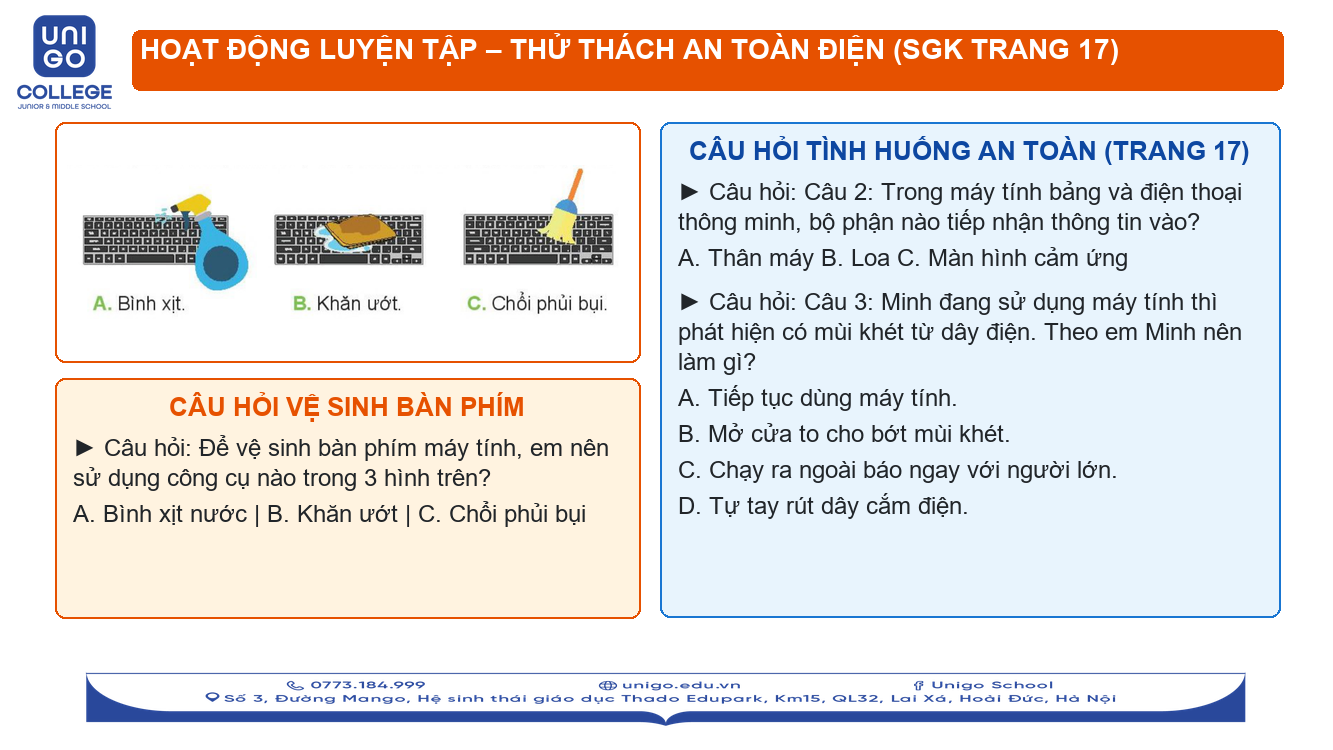 UNI
GO
COLLEGE
JUNIOR & MIDDLE SCHOOL
HOẠT ĐỘNG LUYỆN TẬP – THỬ THÁCH AN TOÀN ĐIỆN (SGK TRANG 17)
A. Bình xịt. B. Khăn ướt. C. Chổi phủi bụi.
CÂU HỎI VỆ SINH BÀN PHÍM
► Câu hỏi: Để vệ sinh bàn phím máy tính, em nên
sử dụng công cụ nào trong 3 hình trên?
A. Bình xịt nước | B. Khăn ướt | C. Chổi phủi bụi
CÂU HỎI TÌNH HUỐNG AN TOÀN (TRANG 17)
► Câu hỏi: Câu 2: Trong máy tính bảng và điện thoại
thông minh, bộ phận nào tiếp nhận thông tin vào?
A. Thân máy B. Loa C. Màn hình cảm ứng
► Câu hỏi: Câu 3: Minh đang sử dụng máy tính thì
phát hiện có mùi khét từ dây điện. Theo em Minh nên
làm gì?
A. Tiếp tục dùng máy tính.
B. Mở cửa to cho bớt mùi khét.
C. Chạy ra ngoài báo ngay với người lớn.
D. Tự tay rút dây cắm điện.
0773.184.999 unigo.edu.vn Unigo School
Số 3, Đường Mango, Hệ sinh thái giáo dục Thado Edupark, Km15, QL32, Lai Xá, Hoài Đức, Hà Nội